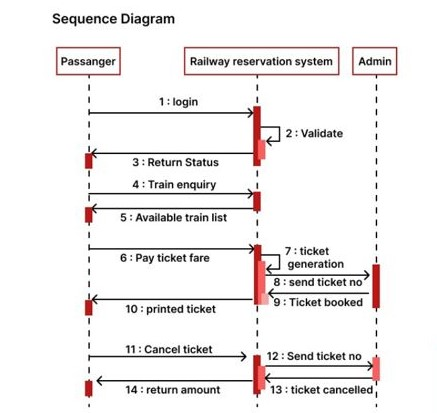 Sequence Diagram
Passanger
Railway reservation system
Admin
1 : login
2 : Validate
3 : Return Status
4 : Train enquiry
5 : Available train list
6 : Pay ticket fare
7 : ticket
generation
8 : send ticket no
9 : Ticket booked
10 : printed ticket
11 : Cancel ticket
12 : Send ticket no
13 : ticket cancelled
14 : return amount